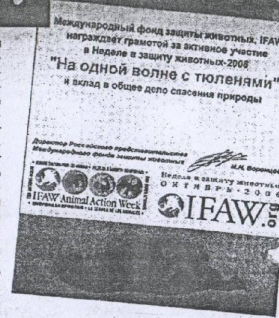 Международный фонд защиты животных, IFAW
награждает грамотой за активное участие
в Неделе в защиту животных-2008
"На одной волне с тюленями"
и вклад в общее дело спасения природы
Директор Российского представительства
Международного фонда защиты животных
М.Н. Воронцова
Неделя в защиту животных
ОКТЯБРЬ · 2008
IFAW Animal Action Week
IFAW.org